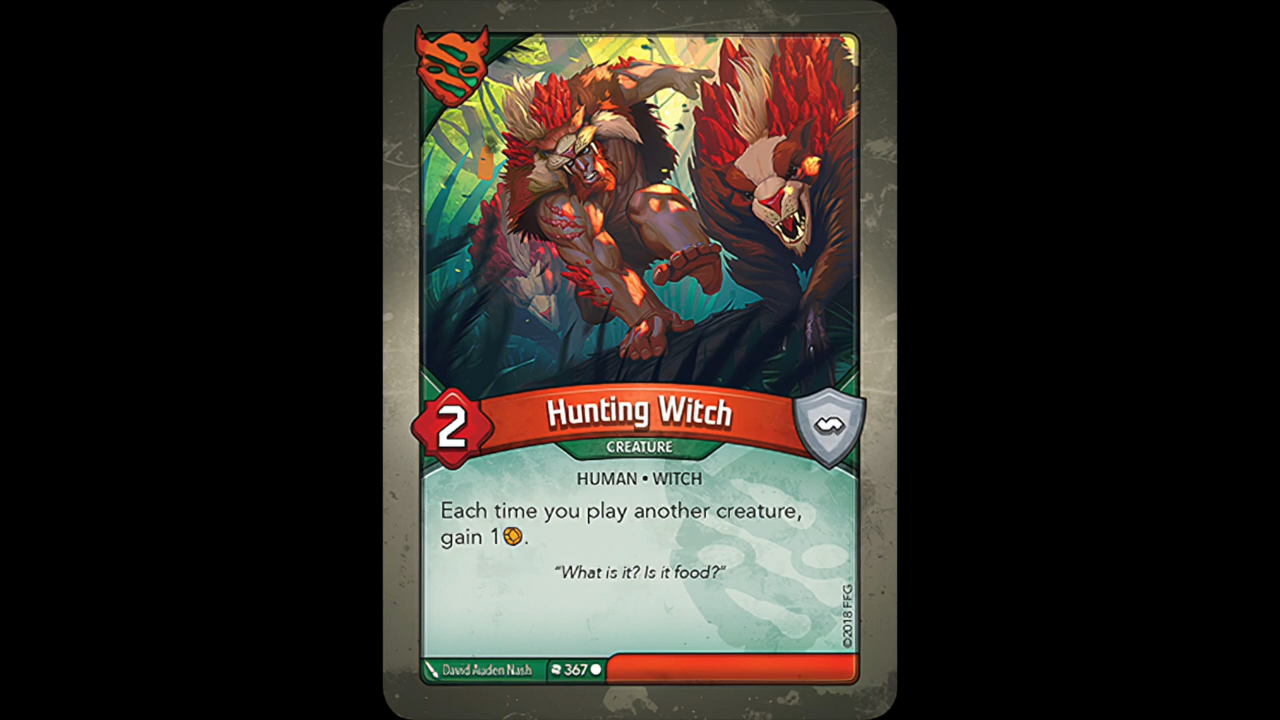 2
Hunting Witch
CREATURE
HUMAN • WITCH
Each time you play another creature,
gain 1.
“What is it? Is it food?”
©2018 FFG
David Auden Nash
367